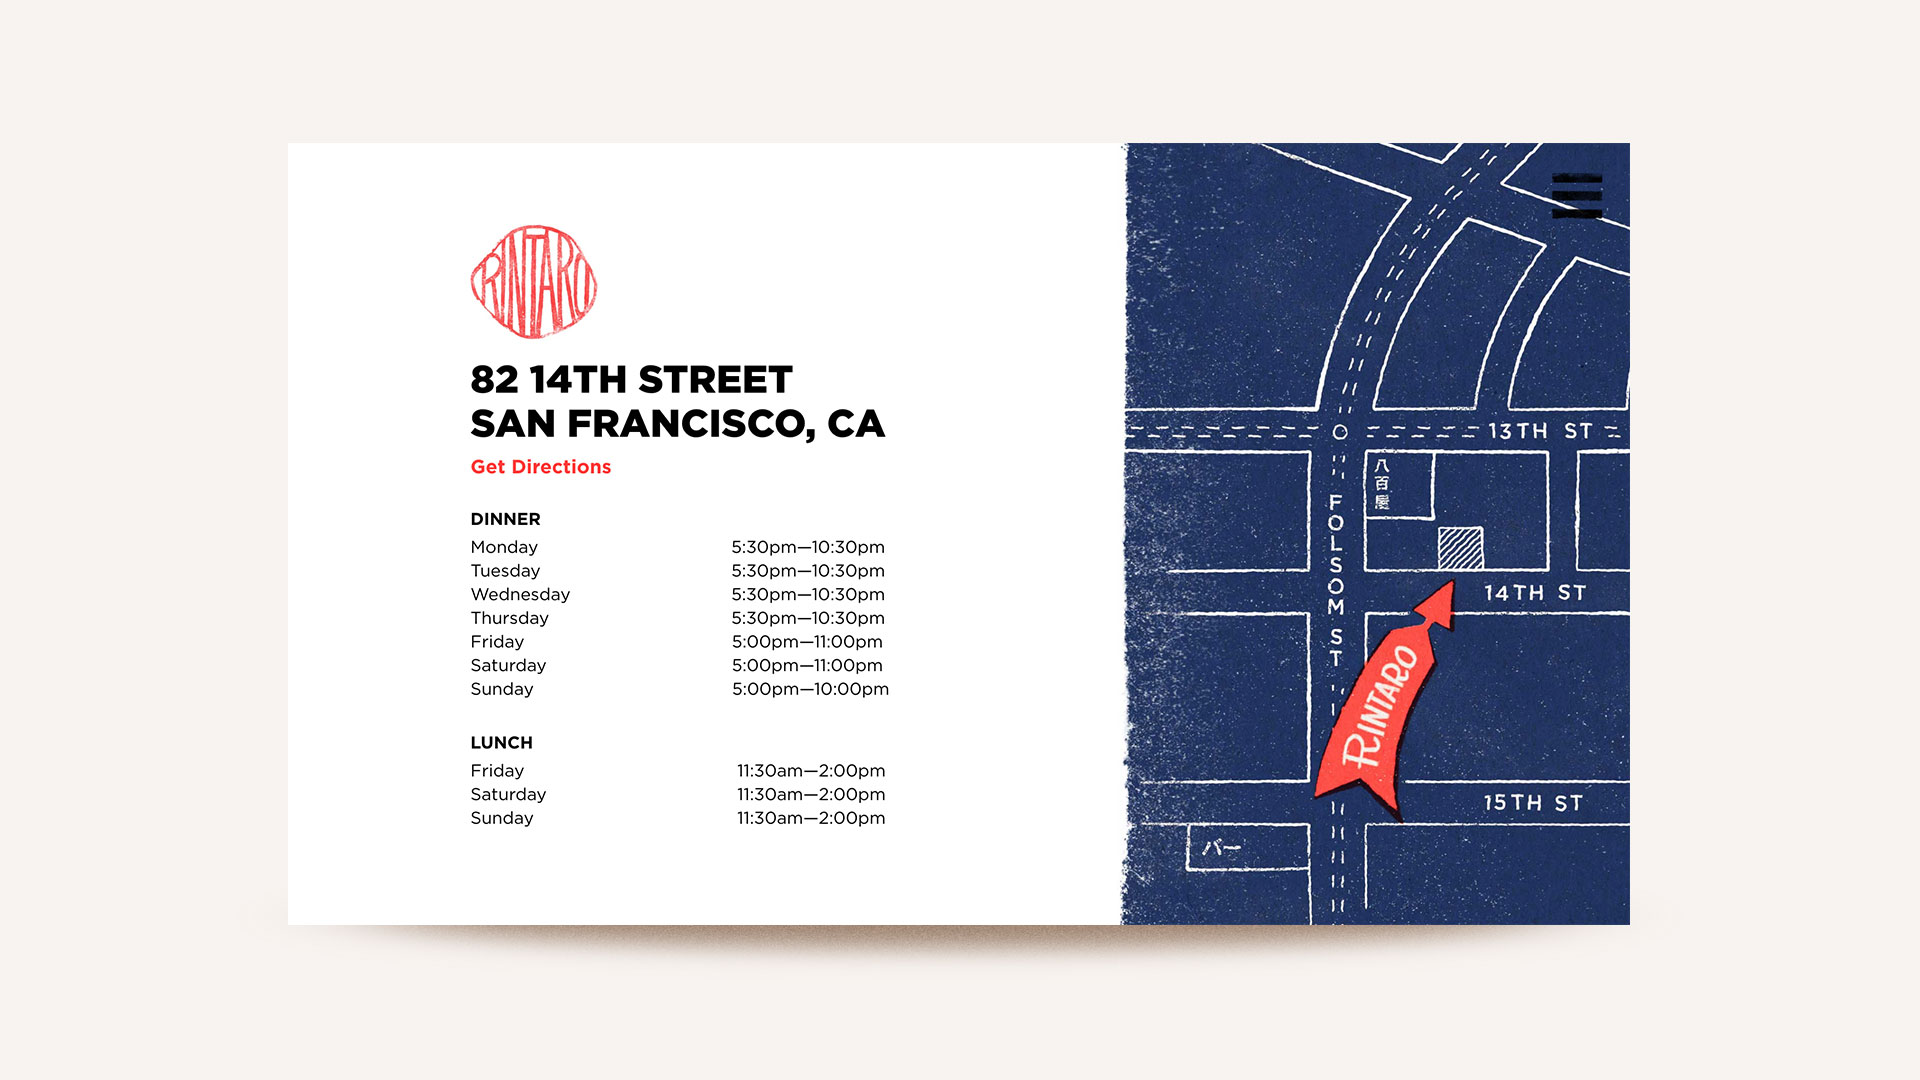 RINTARO
82 14TH STREET
SAN FRANCISCO, CA
Get Directions
DINNER
Monday 5:30pm—10:30pm
Tuesday 5:30pm—10:30pm
Wednesday 5:30pm—10:30pm
Thursday 5:30pm—10:30pm
Friday 5:00pm—11:00pm
Saturday 5:00pm—11:00pm
Sunday 5:00pm—10:00pm
LUNCH
Friday 11:30am—2:00pm
Saturday 11:30am—2:00pm
Sunday 11:30am—2:00pm
13TH ST
八百屋
FOLSOM ST
14TH ST
RINTARO
15TH ST
バー